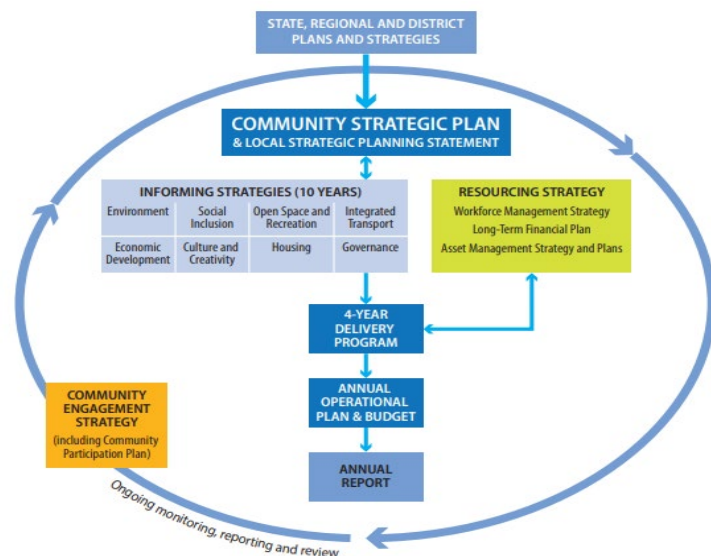 STATE, REGIONAL AND DISTRICT
PLANS AND STRATEGIES
COMMUNITY STRATEGIC PLAN
& LOCAL STRATEGIC PLANNING STATEMENT
INFORMING STRATEGIES (10 YEARS)
Environment
Social
Inclusion
Open Space and
Recreation
Integrated
Transport
Economic
Development
Culture and
Creativity
Housing
Governance
RESOURCING STRATEGY
Workforce Management Strategy
Long-Term Financial Plan
Asset Management Strategy and Plans
4-YEAR
DELIVERY
PROGRAM
ANNUAL
OPERATIONAL
PLAN & BUDGET
COMMUNITY
ENGAGEMENT
STRATEGY
(including Community
Participation Plan)
ANNUAL
REPORT
Ongoing monitoring, reporting and review